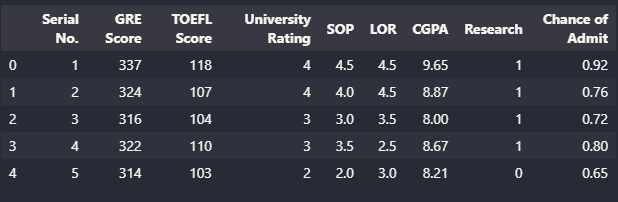 Serial No. GRE Score TOEFL Score University Rating SOP LOR CGPA Research Chance of Admit
0 1 337 118 4 4.5 4.5 9.65 1 0.92
1 2 324 107 4 4.0 4.5 8.87 1 0.76
2 3 316 104 3 3.0 3.5 8.00 1 0.72
3 4 322 110 3 3.5 2.5 8.67 1 0.80
4 5 314 103 2 2.0 3.0 8.21 0 0.65